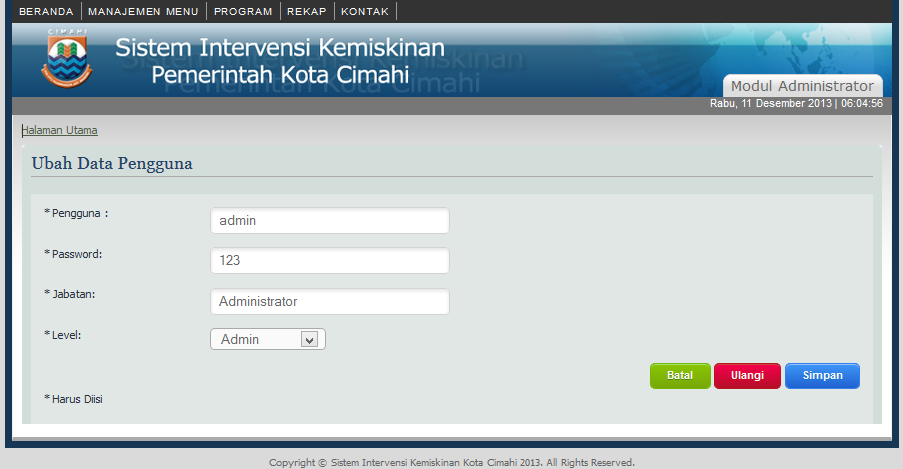 BERANDA MANAJEMEN MENU PROGRAM REKAP KONTAK
CIMAHI
Sistem Intervensi Kemiskinan
Pemerintah Kota Cimahi
Modul Administrator
Rabu, 11 Desember 2013 | 06:04:56
Halaman Utama
Ubah Data Pengguna
* Pengguna : admin
* Password: 123
* Jabatan: Administrator
* Level: Admin
Batal Ulangi Simpan
* Harus Diisi
Copyright © Sistem Intervensi Kemiskinan Kota Cimahi 2013. All Rights Reserved.